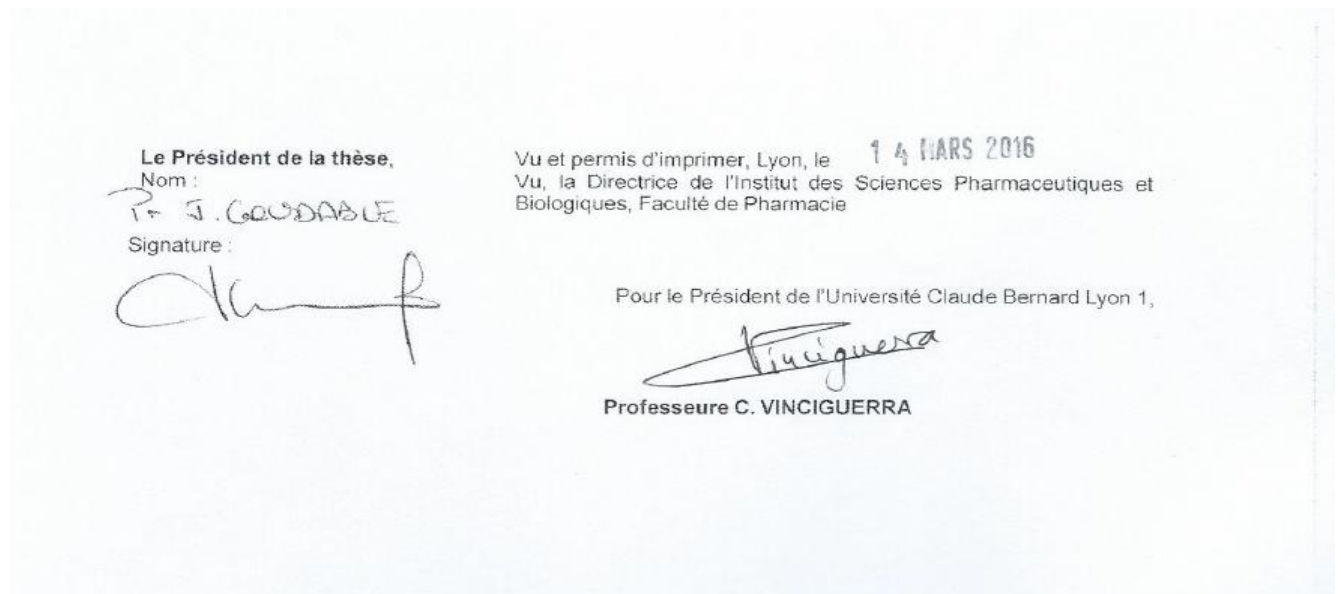 Le Président de la thèse,
Nom :
Pr J. GOUDABLE
Signature :
Vu et permis d'imprimer, Lyon, le 14 MARS 2016
Vu, la Directrice de l'Institut des Sciences Pharmaceutiques et
Biologiques, Faculté de Pharmacie
Pour le Président de l'Université Claude Bernard Lyon 1,
Vinciguerra
Professeure C. VINCIGUERRA